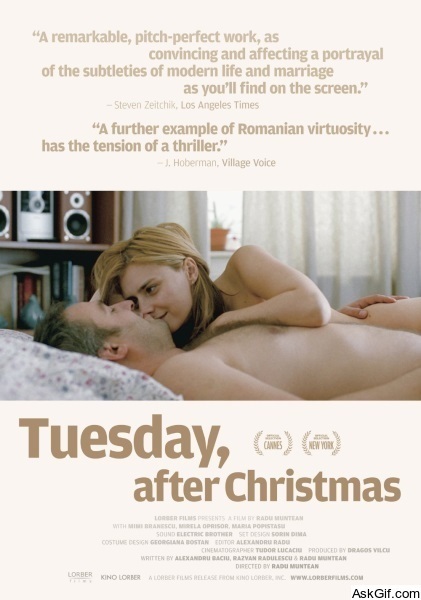 “A remarkable, pitch-perfect work, as
convincing and affecting a portrayal
of the subtleties of modern life and marriage
as you’ll find on the screen.”
– Steven Zeitchik, Los Angeles Times
“A further example of Romanian virtuosity...
has the tension of a thriller.”
– J. Hoberman, Village Voice
Tuesday,
OFFICIAL SELECTION
CANNES
OFFICIAL SELECTION
NEW YORK
after Christmas
LORBER FILMS PRESENTS A FILM BY RADU MUNTEAN
WITH MIMI BRANESCU, MIRELA OPRISOR, MARIA POPISTASU
SOUND ELECTRIC BROTHER SET DESIGN SORIN DIMA
COSTUME DESIGN GEORGIANA BOSTAN EDITOR ALEXANDRU RADU
CINEMATOGRAPHER TUDOR LUCACIU PRODUCED BY DRAGOS VILCU
WRITTEN BY ALEXANDRU BACIU, RAZVAN RADULESCU & RADU MUNTEAN
DIRECTED BY RADU MUNTEAN
LORBER
FILMS
KINO LORBER
A LORBER FILMS RELEASE FROM KINO LORBER, INC.
WWW.LORBERFILMS.COM
AskGif.com